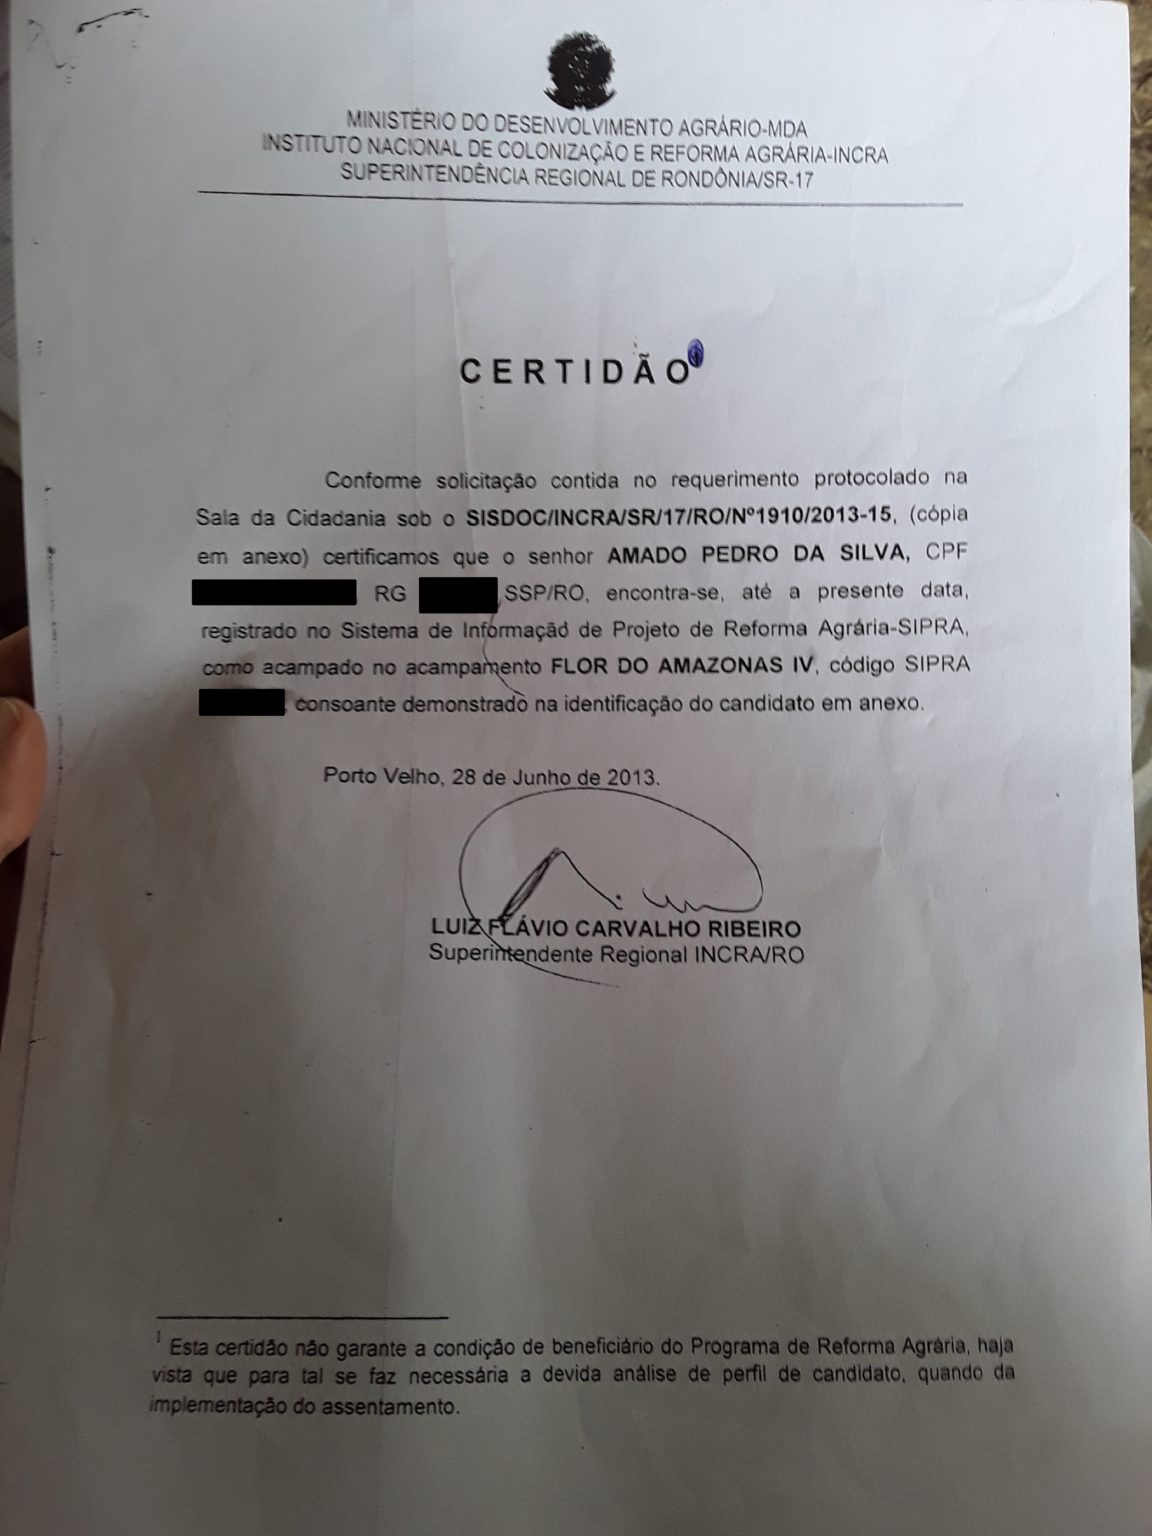 MINISTÉRIO DO DESENVOLVIMENTO AGRÁRIO-MDA
INSTITUTO NACIONAL DE COLONIZAÇÃO E REFORMA AGRÁRIA-INCRA
SUPERINTENDÊNCIA REGIONAL DE RONDÔNIA/SR-17
CERTIDÃO
Conforme solicitação contida no requerimento protocolado na
Sala da Cidadania sob o SISDOC/INCRA/SR/17/RO/Nº1910/2013-15, (cópia
em anexo) certificamos que o senhor AMADO PEDRO DA SILVA, CPF
RG SSP/RO, encontra-se, até a presente data,
registrado no Sistema de Informação de Projeto de Reforma Agrária-SIPRA,
como acampado no acampamento FLOR DO AMAZONAS IV, código SIPRA
, consoante demonstrado na identificação do candidato em anexo.
Porto Velho, 28 de Junho de 2013.
LUIZ FLÁVIO CARVALHO RIBEIRO
Superintendente Regional INCRA/RO
1 Esta certidão não garante a condição de beneficiário do Programa de Reforma Agrária, haja
vista que para tal se faz necessária a devida análise de perfil de candidato, quando da
implementação do assentamento.